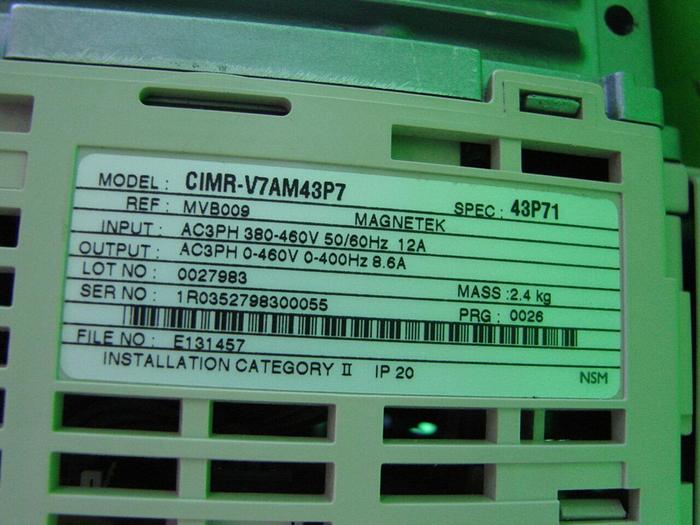 MODEL : CIMR-V7AM43P7 SPEC : 43P71
REF : MVB009 MAGNETEK
INPUT : AC3PH 380-460V 50/60Hz 12A
OUTPUT : AC3PH 0-460V 0-400Hz 8.6A
LOT NO : 0027983 MASS : 2.4 kg
SER NO : 1R0352798300055 PRG : 0026
FILE NO : E131457
INSTALLATION CATEGORY II IP 20 NSM